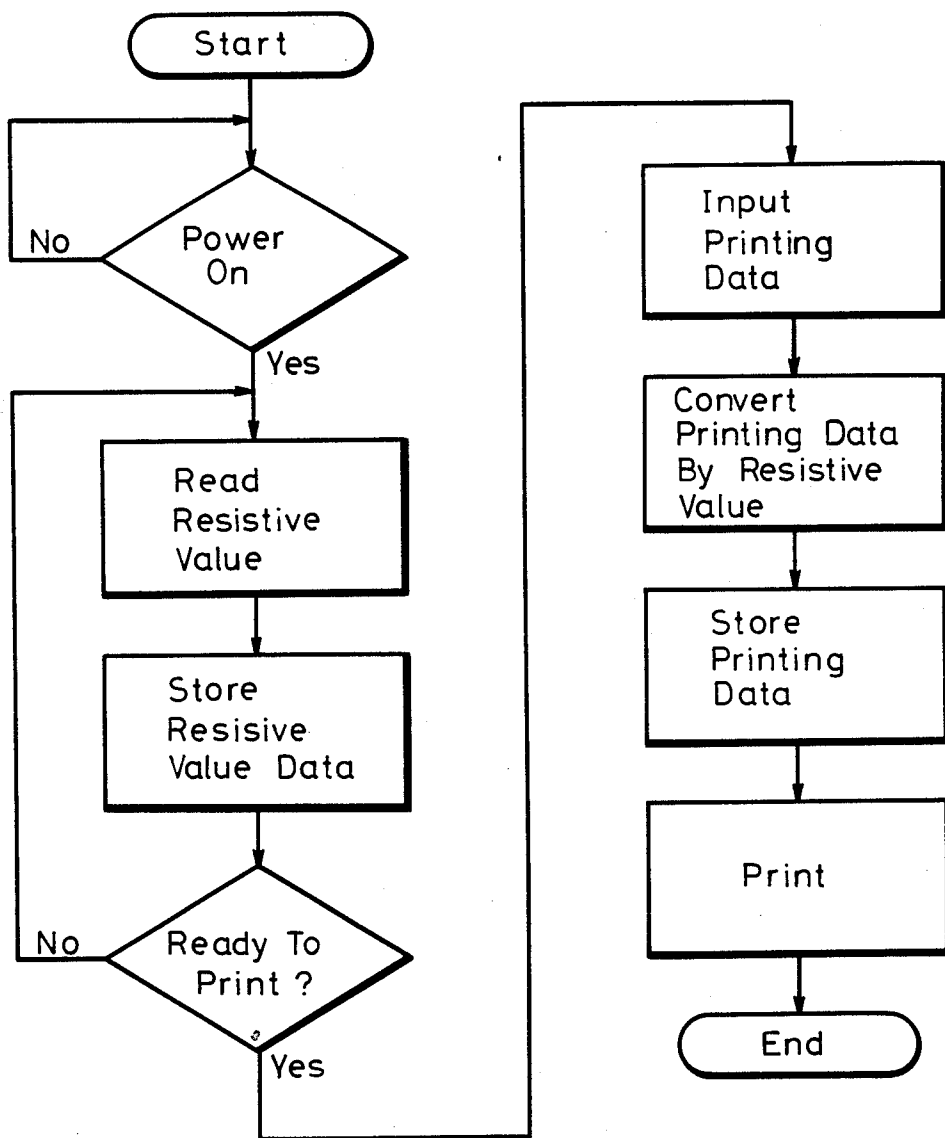 Start
No
Power
On
Yes
Read
Resistive
Value
Store
Resisive
Value Data
No
Ready To
Print ?
Yes
Input
Printing
Data
Convert
Printing Data
By Resistive
Value
Store
Printing
Data
Print
End